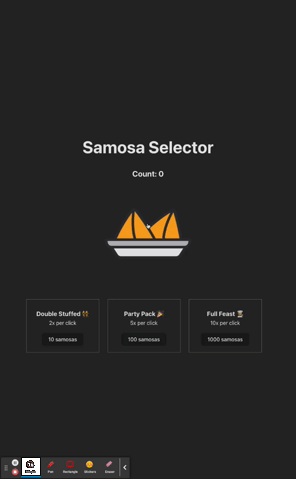 Samosa Selector
Count: 0
Double Stuffed 👯
2x per click
10 samosas
Party Pack 🎉
5x per click
100 samosas
Full Feast 👩🏽‍🍳
10x per click
1000 samosas
Pen
Rectangle
Stickers
Eraser